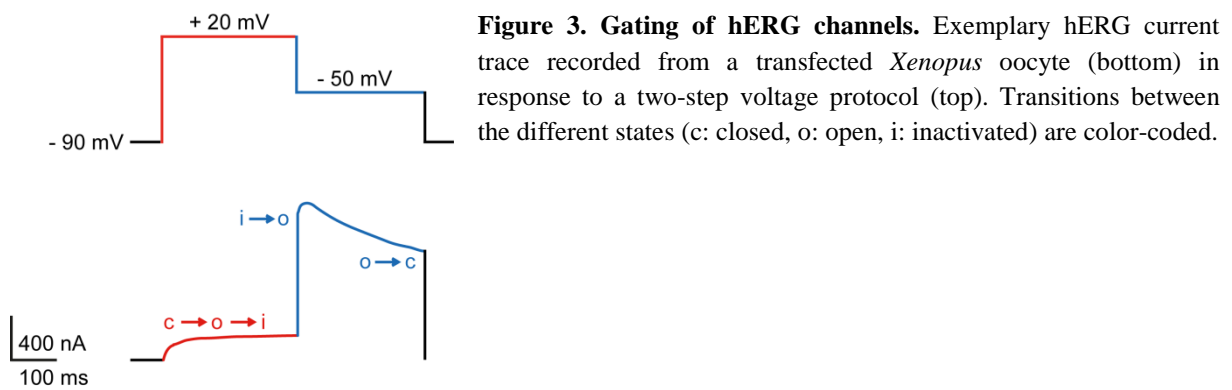 + 20 mV
- 50 mV
- 90 mV
i → o
o → c
c → o → i
400 nA
100 ms
Figure 3. Gating of hERG channels. Exemplary hERG current
trace recorded from a transfected Xenopus oocyte (bottom) in
response to a two-step voltage protocol (top). Transitions between
the different states (c: closed, o: open, i: inactivated) are color-coded.